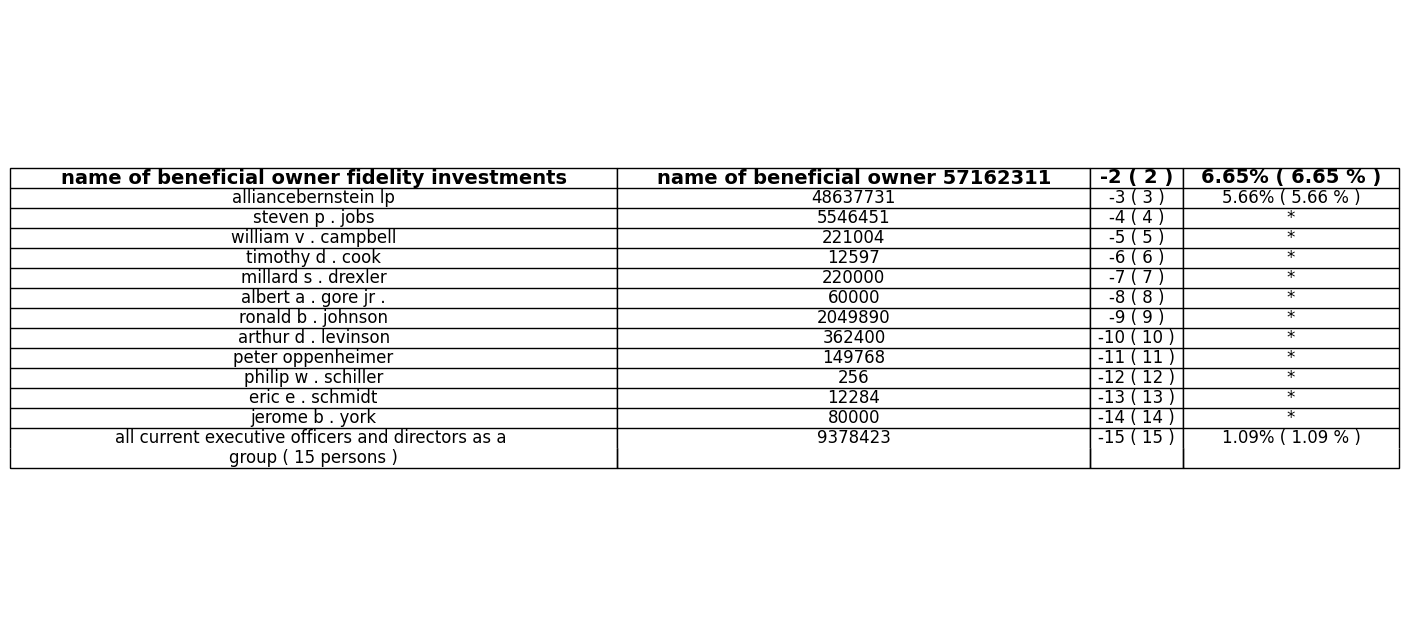 name of beneficial owner fidelity investments name of beneficial owner 57162311 -2 ( 2 ) 6.65% ( 6.65 % )
alliancebernstein lp 48637731 -3 ( 3 ) 5.66% ( 5.66 % )
steven p . jobs 5546451 -4 ( 4 ) *
william v . campbell 221004 -5 ( 5 ) *
timothy d . cook 12597 -6 ( 6 ) *
millard s . drexler 220000 -7 ( 7 ) *
albert a . gore jr . 60000 -8 ( 8 ) *
ronald b . johnson 2049890 -9 ( 9 ) *
arthur d . levinson 362400 -10 ( 10 ) *
peter oppenheimer 149768 -11 ( 11 ) *
philip w . schiller 256 -12 ( 12 ) *
eric e . schmidt 12284 -13 ( 13 ) *
jerome b . york 80000 -14 ( 14 ) *
all current executive officers and directors as a 9378423 -15 ( 15 ) 1.09% ( 1.09 % )
group ( 15 persons )